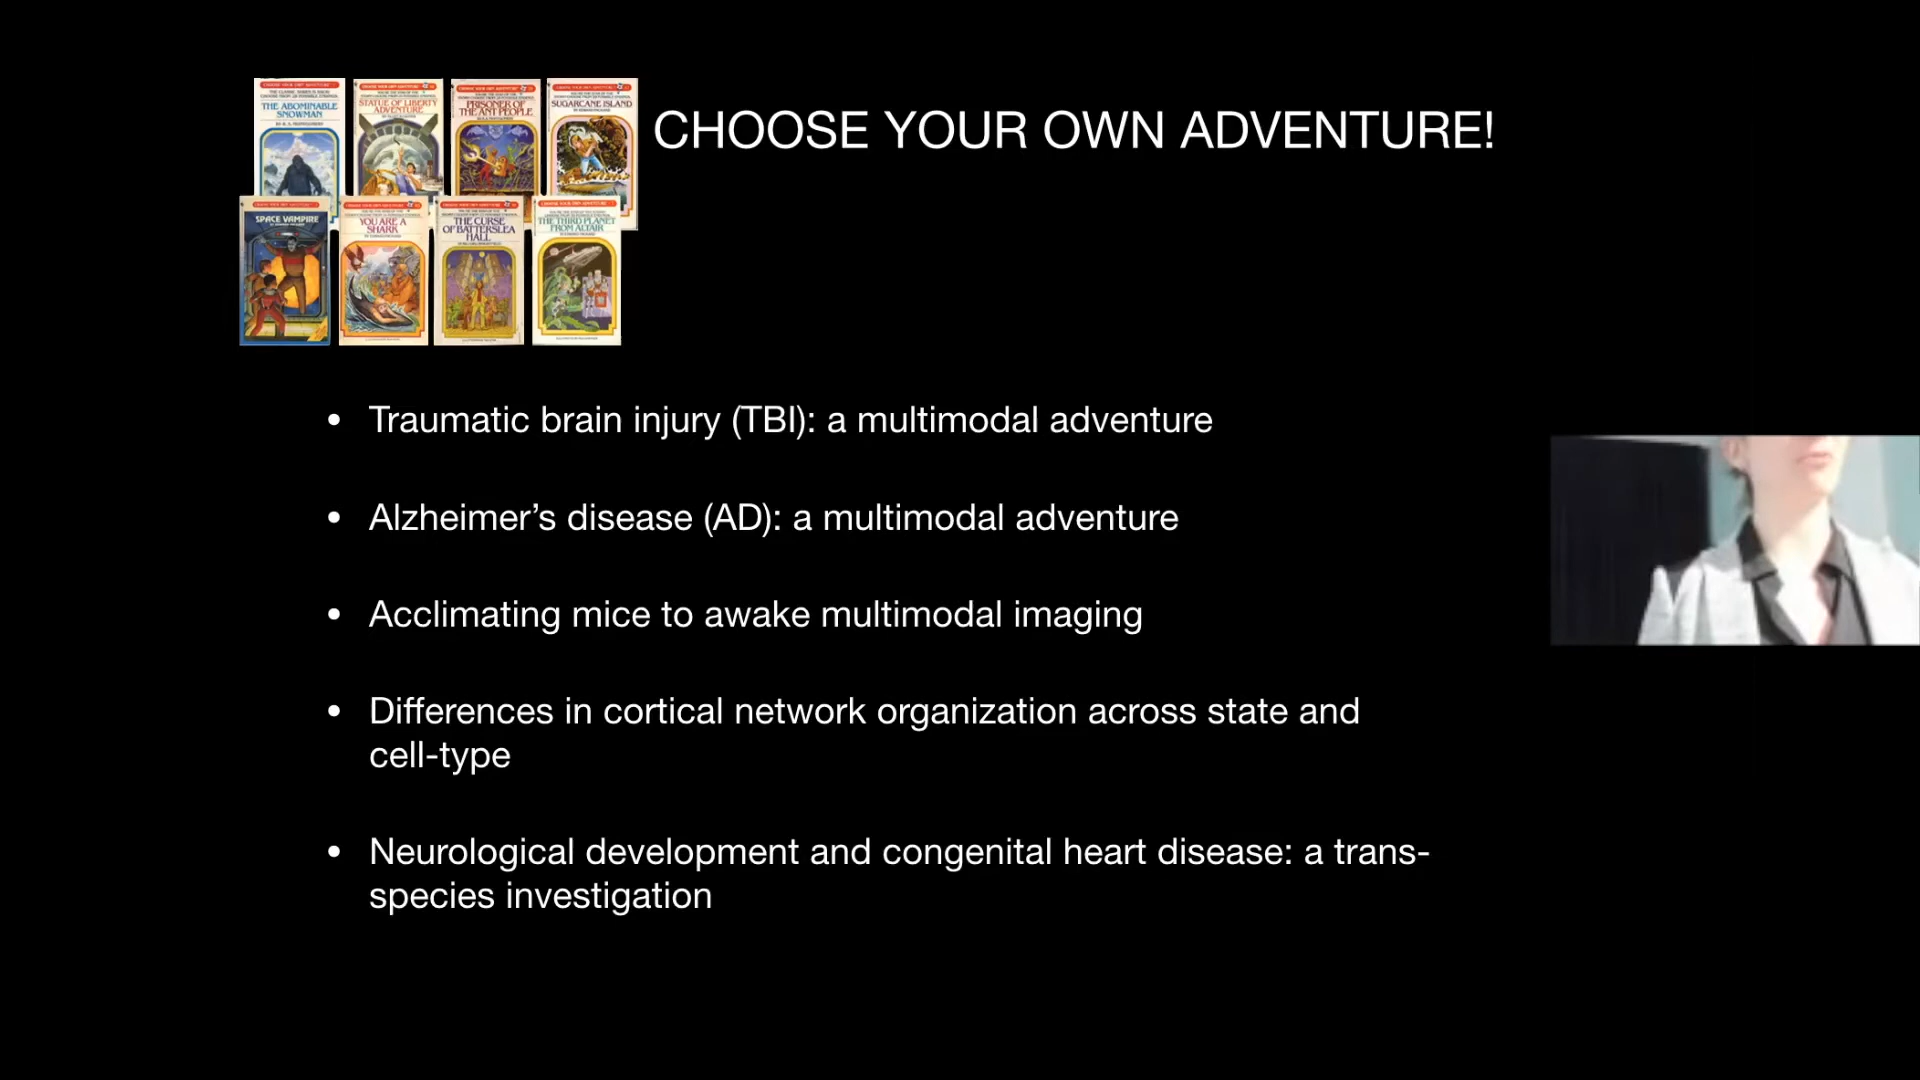 CHOOSE YOUR OWN ADVENTURE!
THE ABOMINABLE
SNOWMAN
STATUE OF LIBERTY
ADVENTURE
PRISONER OF
THE ANT PEOPLE
SUGARCANE ISLAND
SPACE VAMPIRE
YOU ARE A
SHARK
THE CURSE
OF BATTERSLEA
HALL
THE THIRD PLANET
FROM ALTAIR
• Traumatic brain injury (TBI): a multimodal adventure
• Alzheimer’s disease (AD): a multimodal adventure
• Acclimating mice to awake multimodal imaging
• Differences in cortical network organization across state and
cell-type
• Neurological development and congenital heart disease: a trans-
species investigation